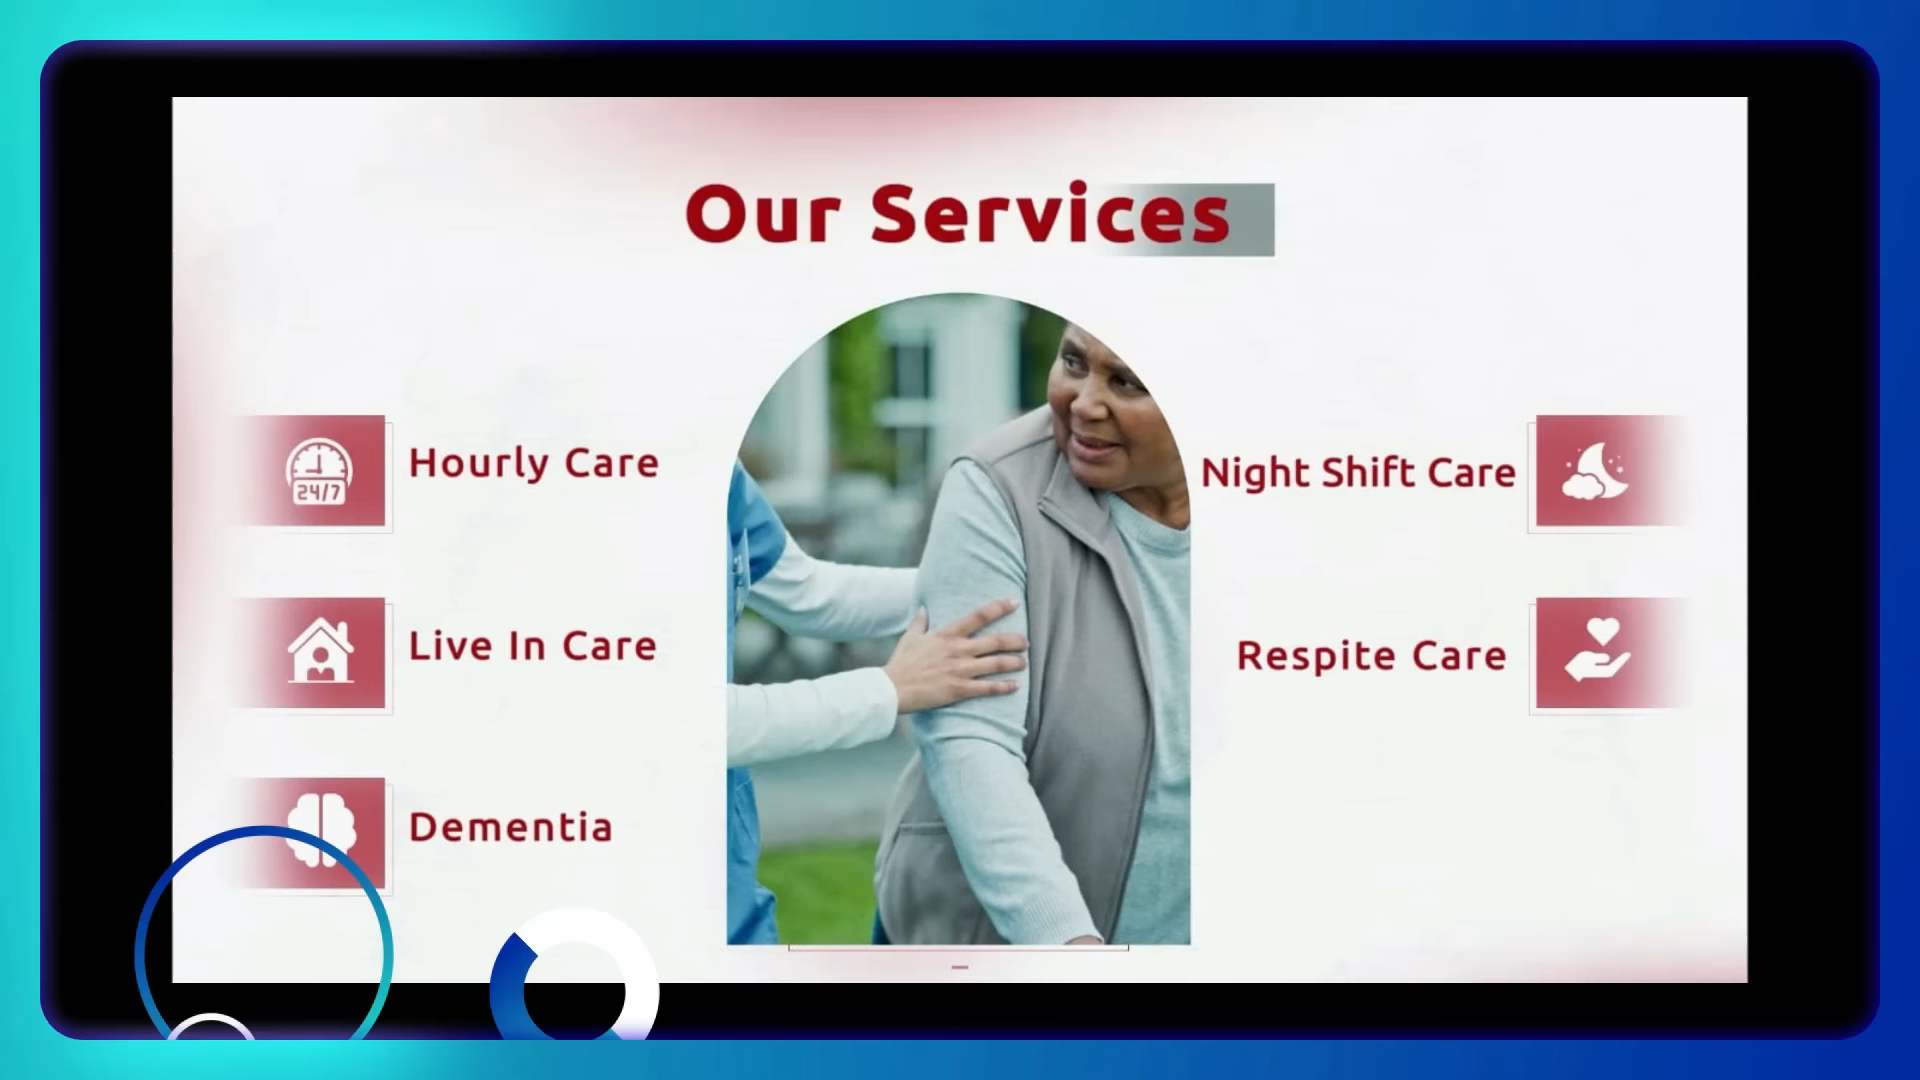 Our Services
24/7
Hourly Care
Live In Care
Dementia
Night Shift Care
Respite Care